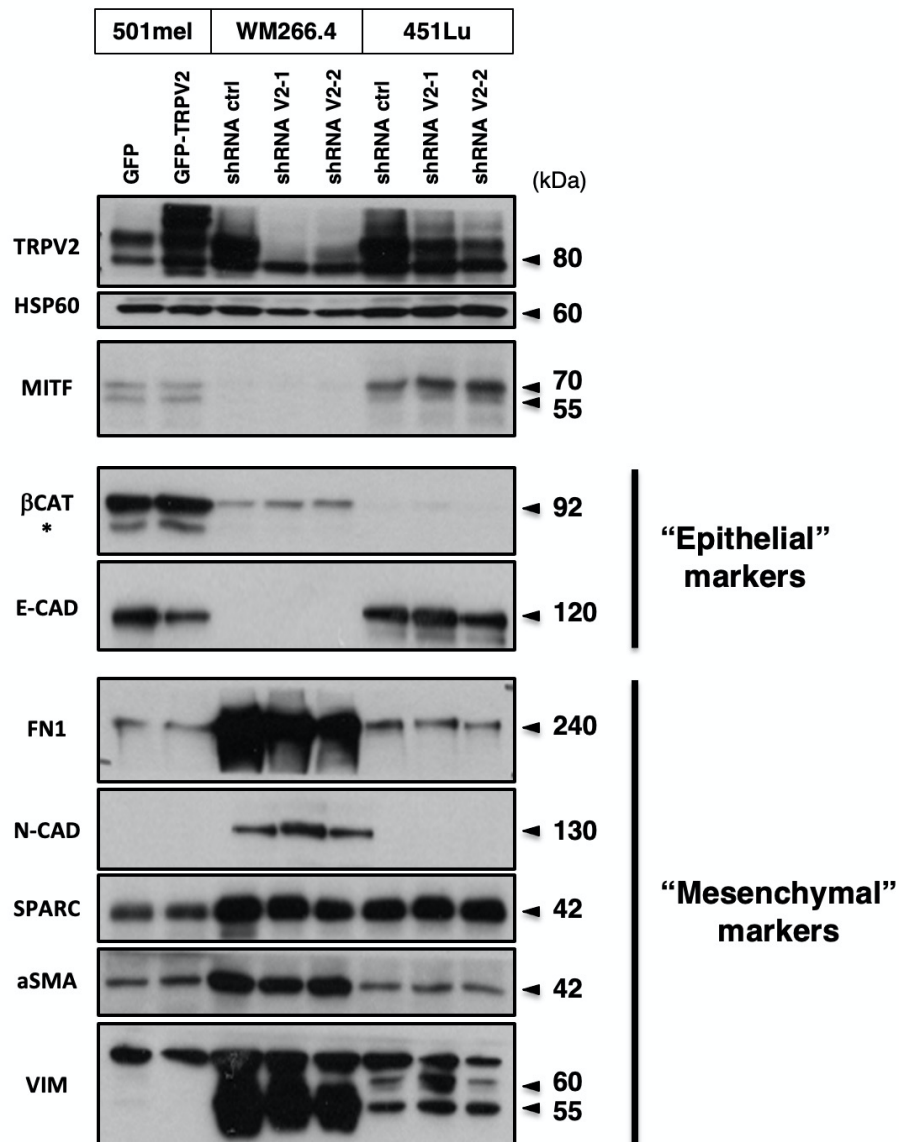 501mel WM266.4 451Lu
GFP GFP-TRPV2 shRNA ctrl shRNA V2-1 shRNA V2-2 shRNA ctrl shRNA V2-1 shRNA V2-2
(kDa)
TRPV2 80
HSP60 60
MITF 70
55
βCAT 92
*
“Epithelial”
markers
E-CAD 120
FN1 240
N-CAD 130
SPARC 42
“Mesenchymal”
markers
aSMA 42
VIM 60
55